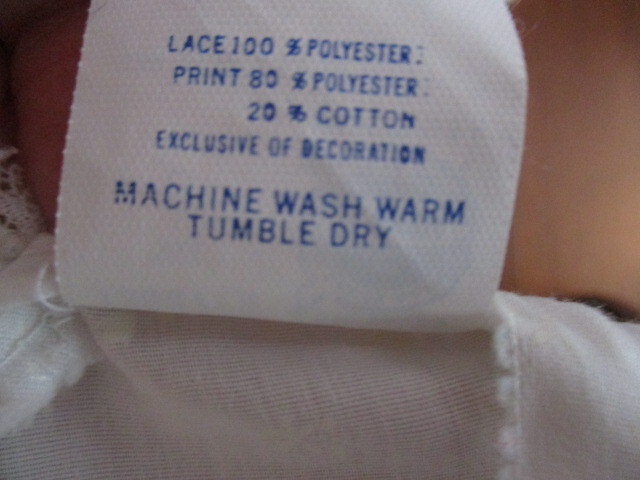 LACE 100 % POLYESTER:
PRINT 80 % POLYESTER:
20 % COTTON
EXCLUSIVE OF DECORATION
MACHINE WASH WARM
TUMBLE DRY